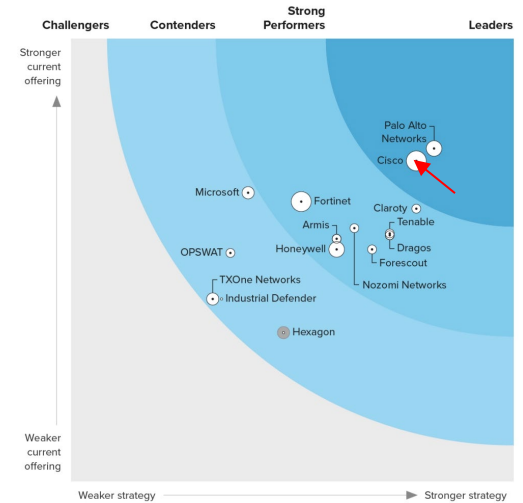 Challengers
Contenders
Strong
Performers
Leaders
Stronger
current
offering
Palo Alto
Networks
Cisco
Microsoft
Fortinet
Claroty
Armis
Tenable
Honeywell
Dragos
OPSWAT
Forescout
TXOne Networks
Nozomi Networks
Industrial Defender
Hexagon
Weaker
current
offering
Weaker strategy
Stronger strategy